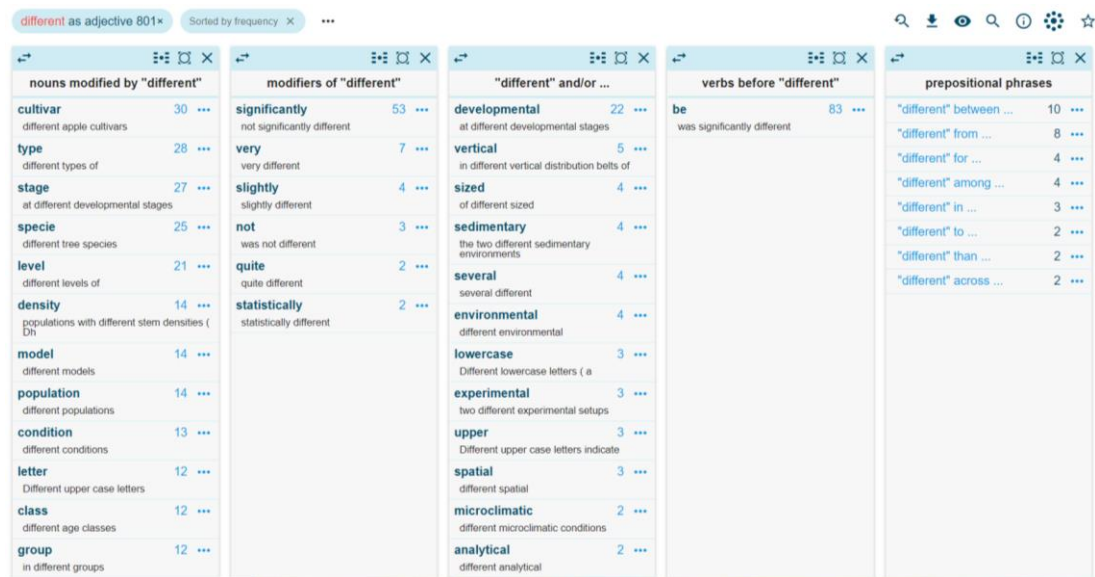 different as adjective 801×
Sorted by frequency ×
nouns modified by "different"
cultivar 30
different apple cultivars
type 28
different types of
stage 27
at different developmental stages
specie 25
different tree species
level 21
different levels of
density 14
populations with different stem densities (
Dh
model 14
different models
population 14
different populations
condition 13
different conditions
letter 12
Different upper case letters
class 12
different age classes
group 12
in different groups
modifiers of "different"
significantly 53
not significantly different
very 7
very different
slightly 4
slightly different
not 3
was not different
quite 2
quite different
statistically 2
statistically different
"different" and/or ...
developmental 22
at different developmental stages
vertical 5
in different vertical distribution belts of
sized 4
of different sized
sedimentary 4
the two different sedimentary
environments
several 4
several different
environmental 4
different environmental
lowercase 3
Different lowercase letters ( a
experimental 3
two different experimental setups
upper 3
Different upper case letters indicate
spatial 3
different spatial
microclimatic 2
different microclimatic conditions
analytical 2
different analytical
verbs before "different"
be 83
was significantly different
prepositional phrases
"different" between ... 10
"different" from ... 8
"different" for ... 4
"different" among ... 4
"different" in ... 3
"different" to ... 2
"different" than ... 2
"different" across ... 2